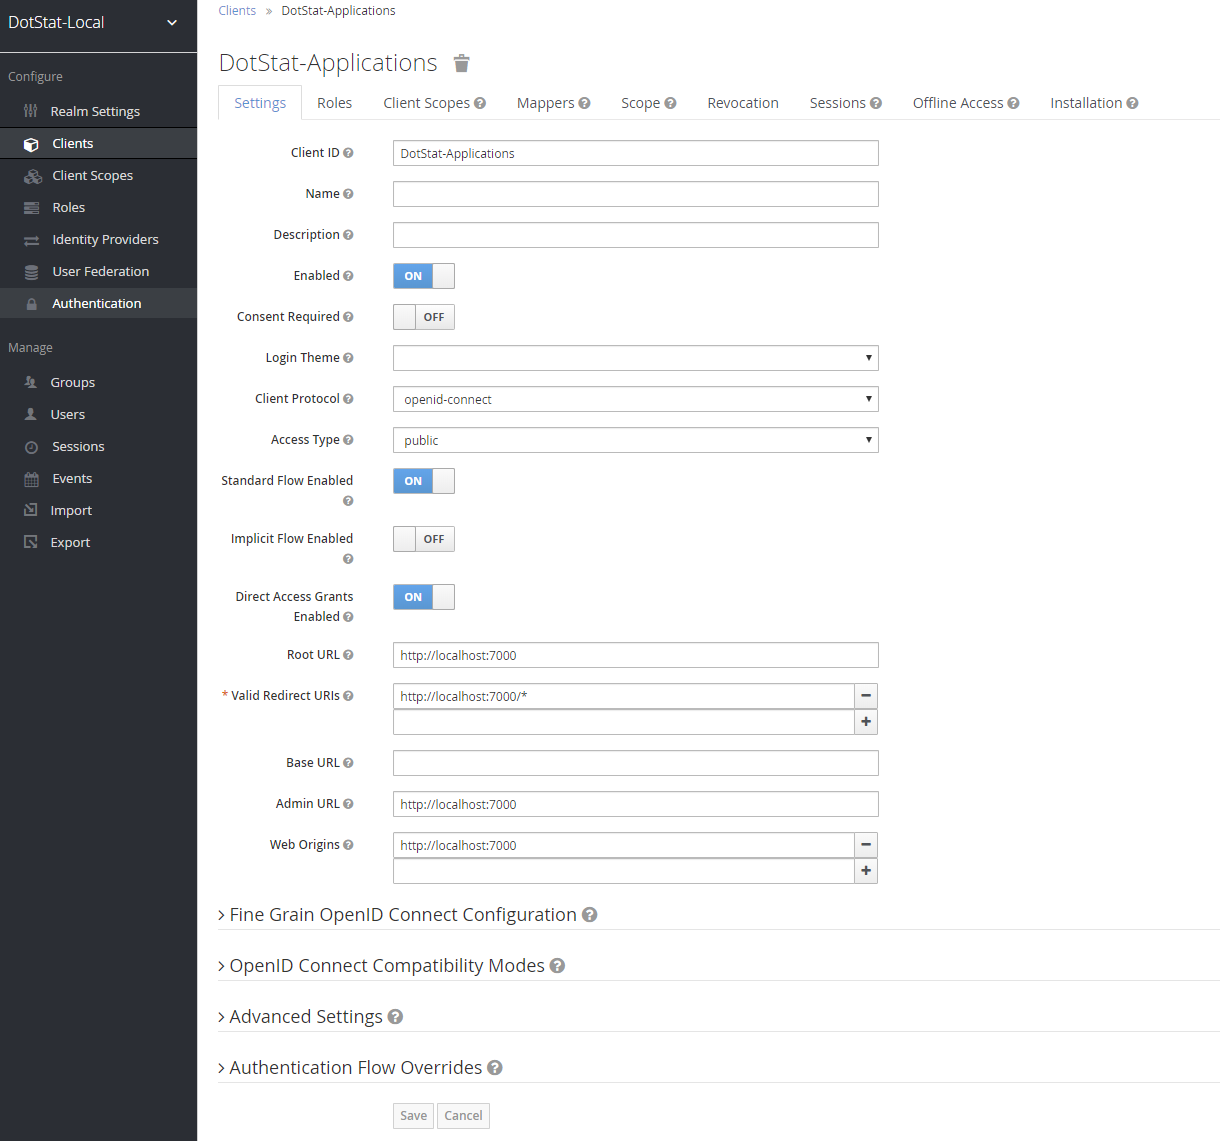 DotStat-Local
Configure
Realm Settings
Clients
Client Scopes
Roles
Identity Providers
User Federation
Authentication
Manage
Groups
Users
Sessions
Events
Import
Export
Clients » DotStat-Applications
DotStat-Applications
Settings Roles Client Scopes Mappers Scope Revocation Sessions Offline Access Installation
Client ID DotStat-Applications
Name
Description
Enabled ON
Consent Required OFF
Login Theme
Client Protocol openid-connect
Access Type public
Standard Flow Enabled ON
Implicit Flow Enabled OFF
Direct Access Grants ON
Enabled
Root URL http://localhost:7000
* Valid Redirect URIs http://localhost:7000/*
Base URL
Admin URL http://localhost:7000
Web Origins http://localhost:7000
Fine Grain OpenID Connect Configuration
OpenID Connect Compatibility Modes
Advanced Settings
Authentication Flow Overrides
Save Cancel